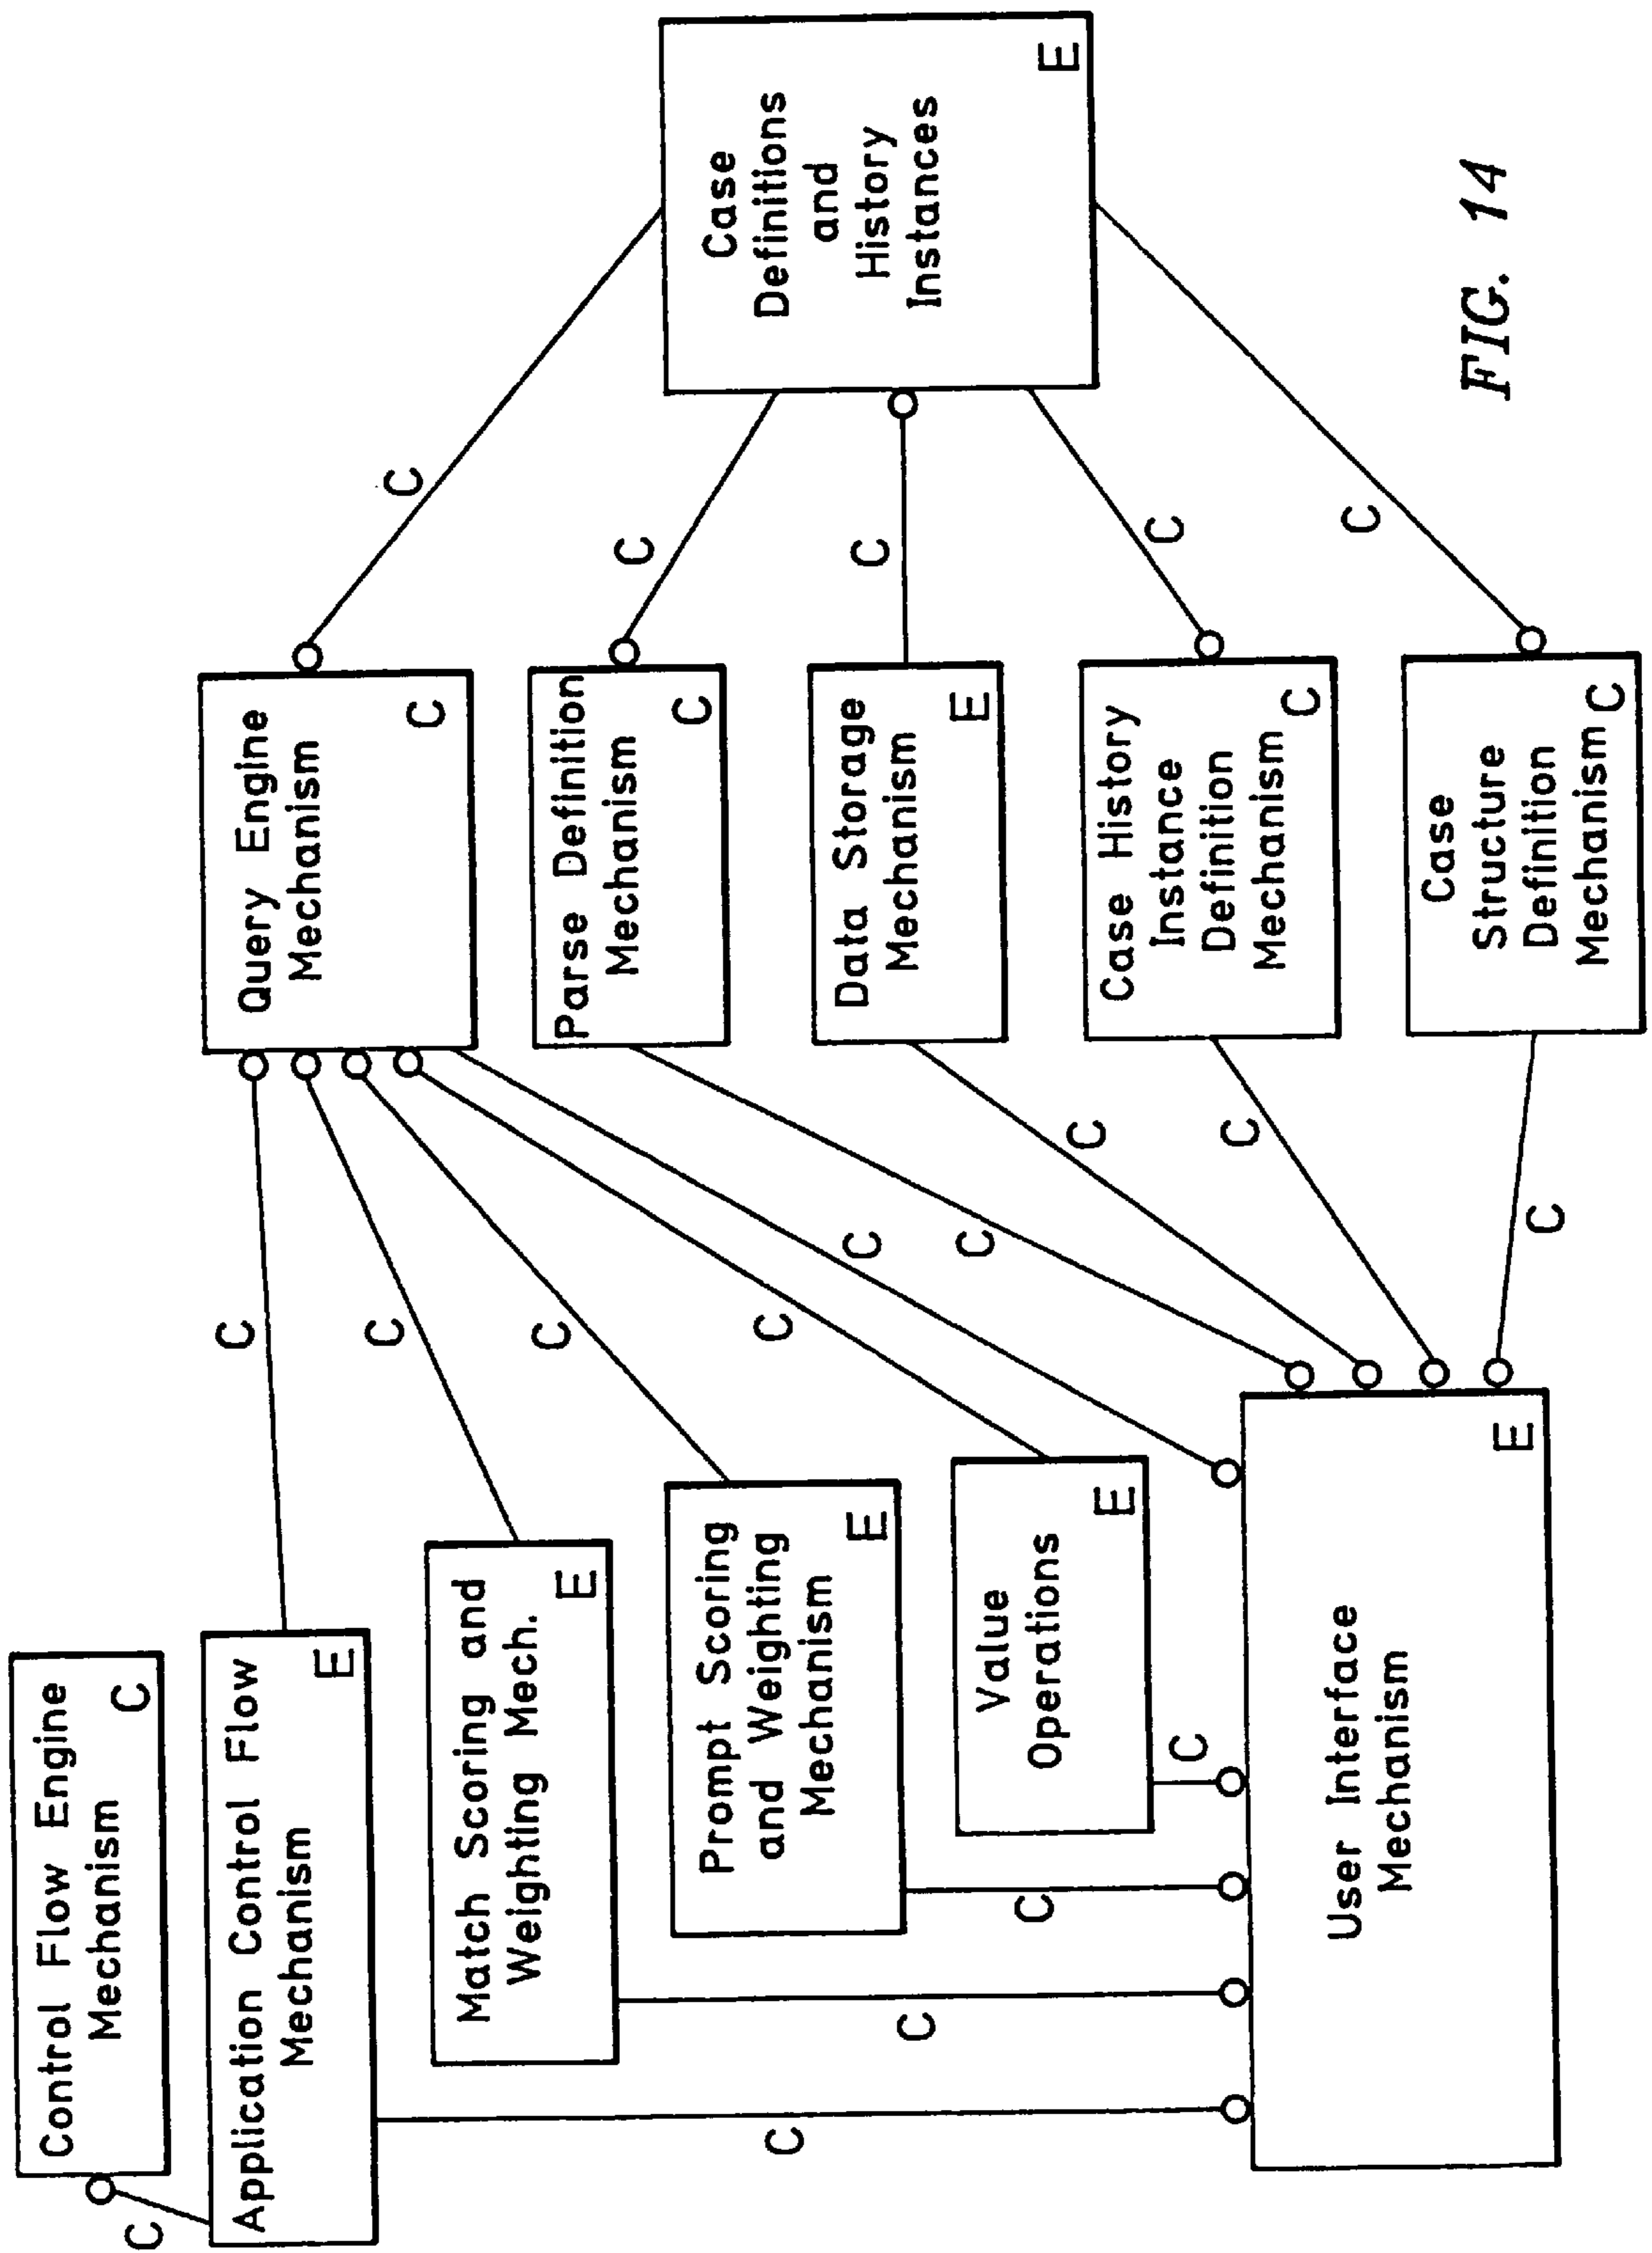 Control Flow Engine
Mechanism
C
C
Application Control Flow
Mechanism
E
C
C
Match Scoring and
Weighting Mech.
E
C
C
Prompt Scoring
and Weighting
Mechanism
E
C
C
Value
Operations
E
C
C
User Interface
Mechanism
E
Query Engine
Mechanism
C
C
C
Parse Definition
Mechanism
C
C
C
Data Storage
Mechanism
E
C
C
Case History
Instance
Definition
Mechanism
C
C
C
Case
Structure
Definition
Mechanism
C
C
C
Case
Definitions
and
History
Instances
E
FIG. 14